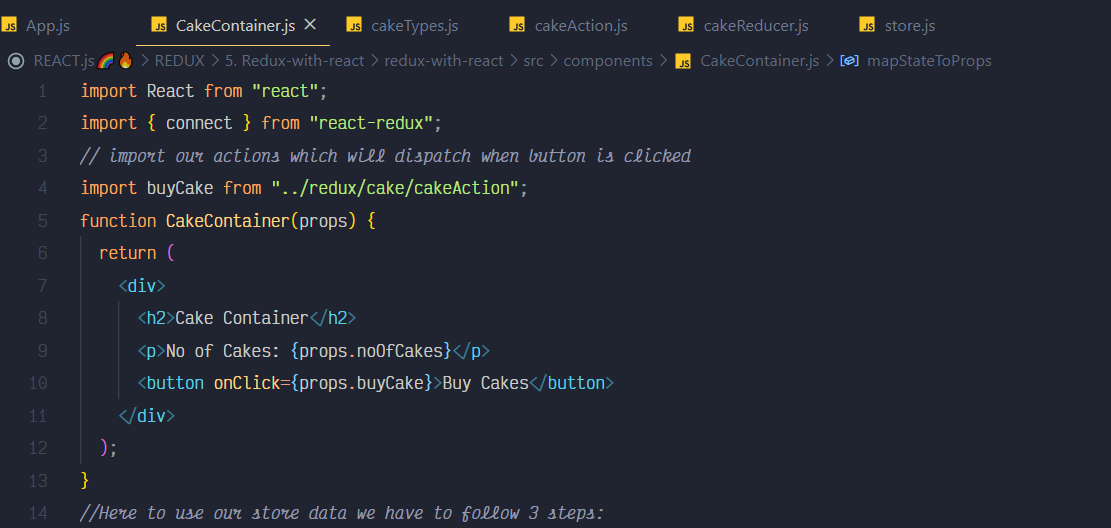 JS App.js JS CakeContainer.js × JS cakeTypes.js JS cakeAction.js JS cakeReducer.js JS store.js
REACT.js🌈🔥 > REDUX > 5. Redux-with-react > redux-with-react > src > components > JS CakeContainer.js > mapStateToProps
1 import React from "react";
2 import { connect } from "react-redux";
3 // import our actions which will dispatch when button is clicked
4 import buyCake from "../redux/cake/cakeAction";
5 function CakeContainer(props) {
6 return (
7 <div>
8 <h2>Cake Container</h2>
9 <p>No of Cakes: {props.noOfCakes}</p>
10 <button onClick={props.buyCake}>Buy Cakes</button>
11 </div>
12 );
13 }
14 //Here to use our store data we have to follow 3 steps: